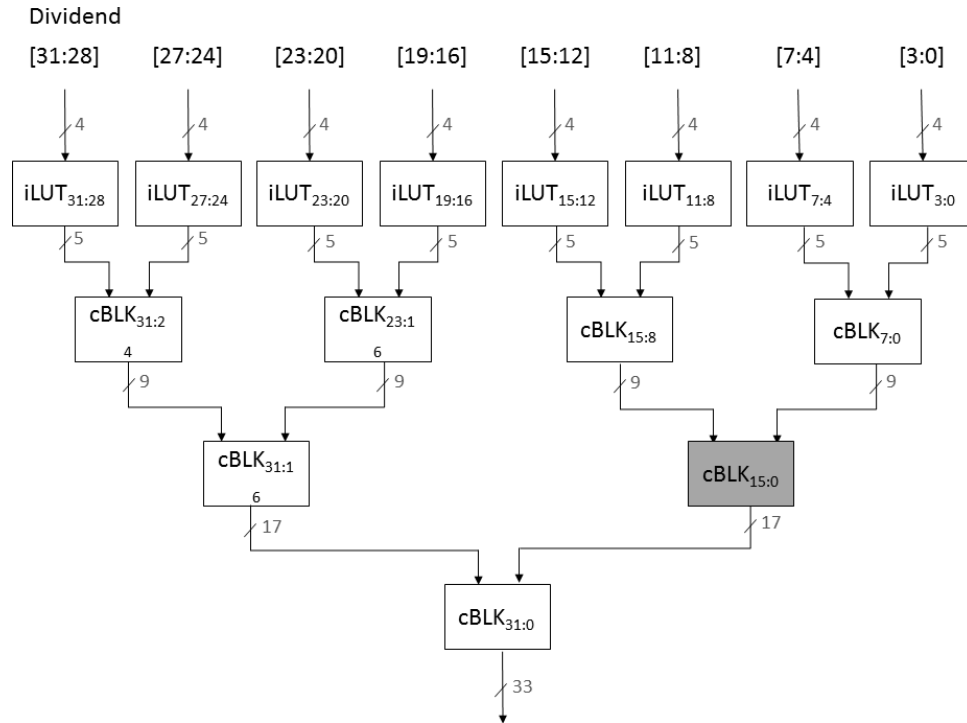 Dividend
[31:28] [27:24] [23:20] [19:16] [15:12] [11:8] [7:4] [3:0]
4 4 4 4 4 4 4 4
iLUT31:28 iLUT27:24 iLUT23:20 iLUT19:16 iLUT15:12 iLUT11:8 iLUT7:4 iLUT3:0
5 5 5 5 5 5 5 5
cBLK31:2
4
cBLK23:1
6
cBLK15:8
cBLK7:0
9 9 9 9
cBLK31:1
6
cBLK15:0
17 17
cBLK31:0
33